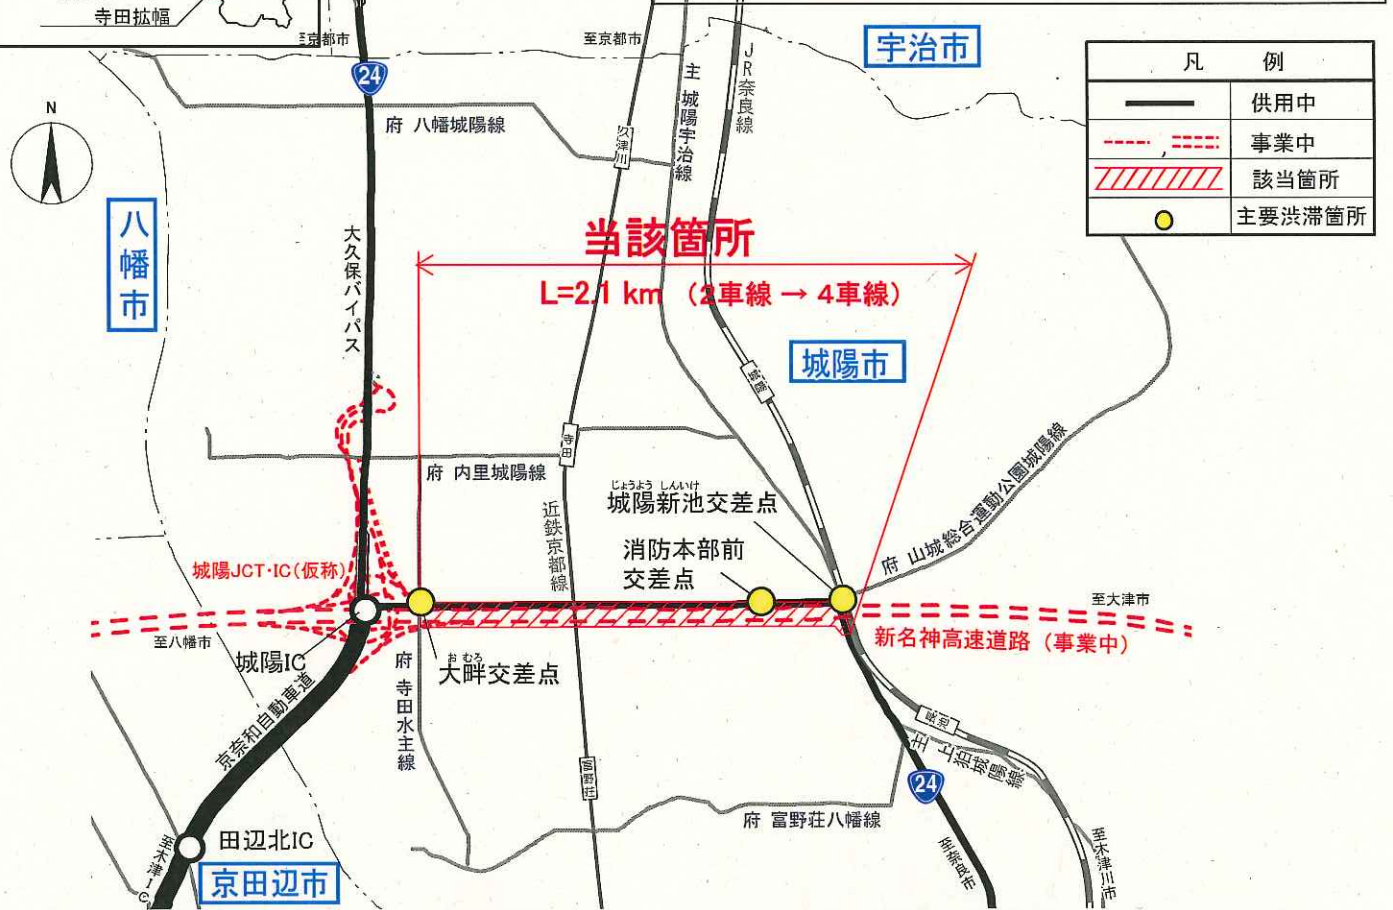 寺田拡幅
至京都市
至京都市
宇治市
凡 例
供用中
事業中
該当箇所
主要渋滞箇所
N
24
府 八幡城陽線
久津川
主 城陽宇治線
JR奈良線
八幡市
大久保バイパス
当該箇所
L=2.1 km (2車線 → 4車線)
城陽市
城陽
寺田
府 内里城陽線
近鉄京都線
じょうよう しんいけ
城陽新池交差点
消防本部前
交差点
府 山城総合運動公園城陽線
城陽JCT・IC(仮称)
至八幡市
至大津市
新名神高速道路 (事業中)
城陽IC
おむろ
大畔交差点
府 寺田水主線
京奈和自動車道
長池
主 上狛城陽線
富野荘
24
府 富野荘八幡線
田辺北IC
京田辺市
至木津IC
至奈良市
至木津川市